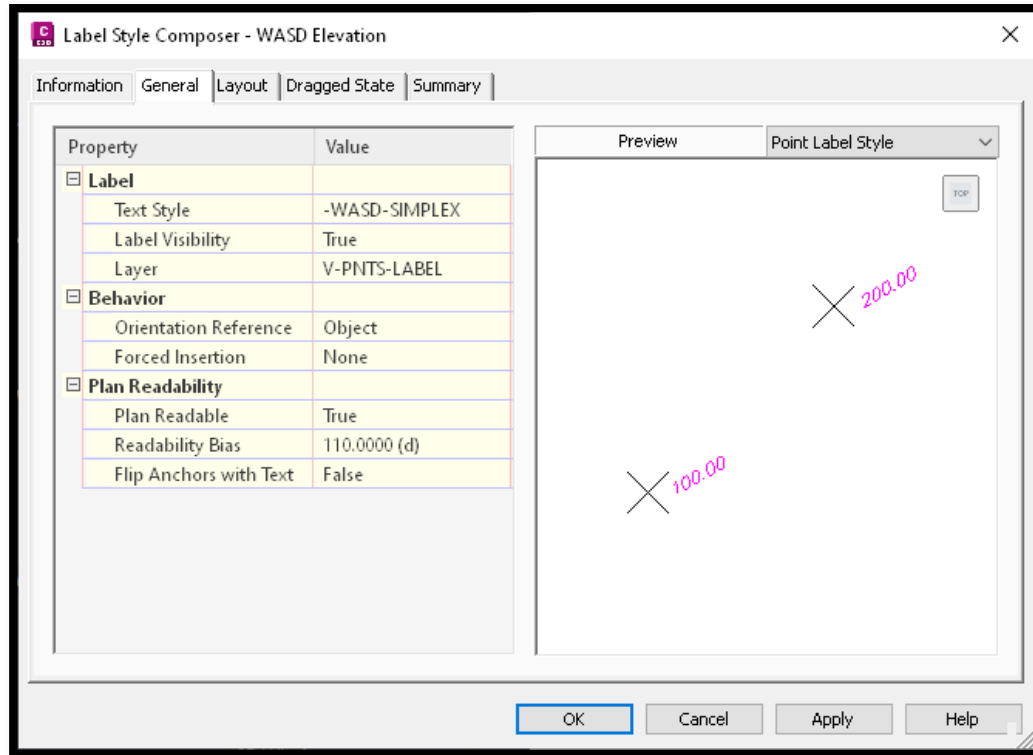 C
C3D
Label Style Composer - WASD Elevation
Information General Layout Dragged State Summary
Property Value
Label
Text Style -WASD-SIMPLEX
Label Visibility True
Layer V-PNTS-LABEL
Behavior
Orientation Reference Object
Forced Insertion None
Plan Readability
Plan Readable True
Readability Bias 110.0000 (d)
Flip Anchors with Text False
Preview Point Label Style
TOP
200.00
100.00
OK Cancel Apply Help